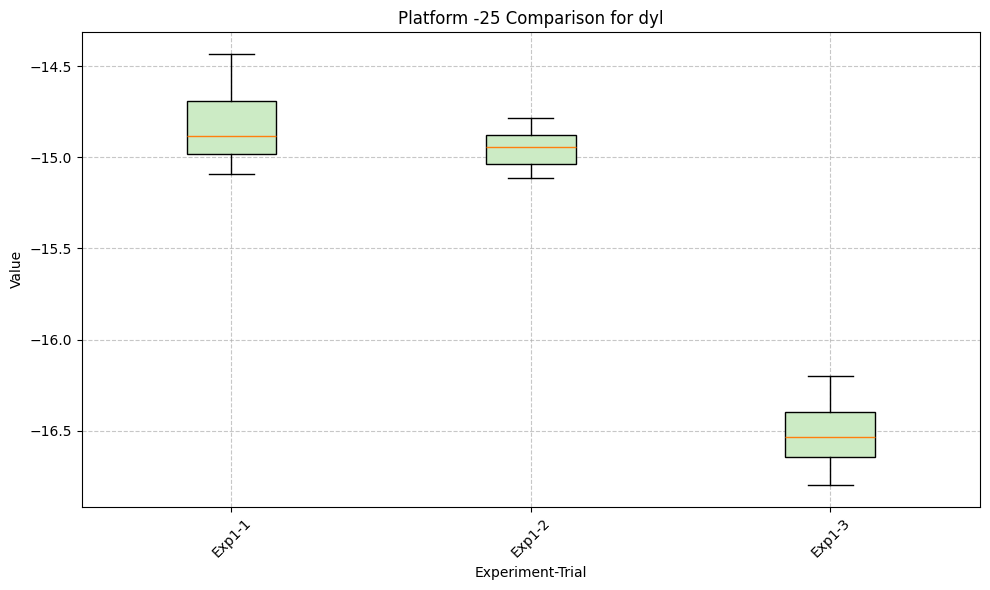 Platform -25 Comparison for dyl
Value
−14.5
−15.0
−15.5
−16.0
−16.5
Exp1-1
Exp1-2
Exp1-3
Experiment-Trial